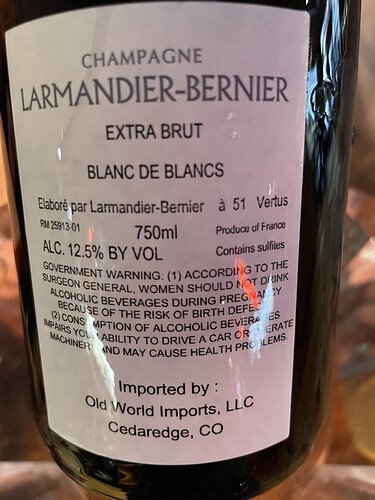 CHAMPAGNE
LARMANDIER-BERNIER
EXTRA BRUT
BLANC DE BLANCS
Elaboré par Larmandier-Bernier à 51 Vertus
RM 25913-01 750ml Produce of France
ALC. 12.5% BY VOL Contains sulfites
GOVERNMENT WARNING: (1) ACCORDING TO THE
SURGEON GENERAL, WOMEN SHOULD NOT DRINK
ALCOHOLIC BEVERAGES DURING PREGNANCY
BECAUSE OF THE RISK OF BIRTH DEFECTS.
(2) CONSUMPTION OF ALCOHOLIC BEVERAGES
IMPAIRS YOUR ABILITY TO DRIVE A CAR OR OPERATE
MACHINERY AND MAY CAUSE HEALTH PROBLEMS.
Imported by :
Old World Imports, LLC
Cedaredge, CO